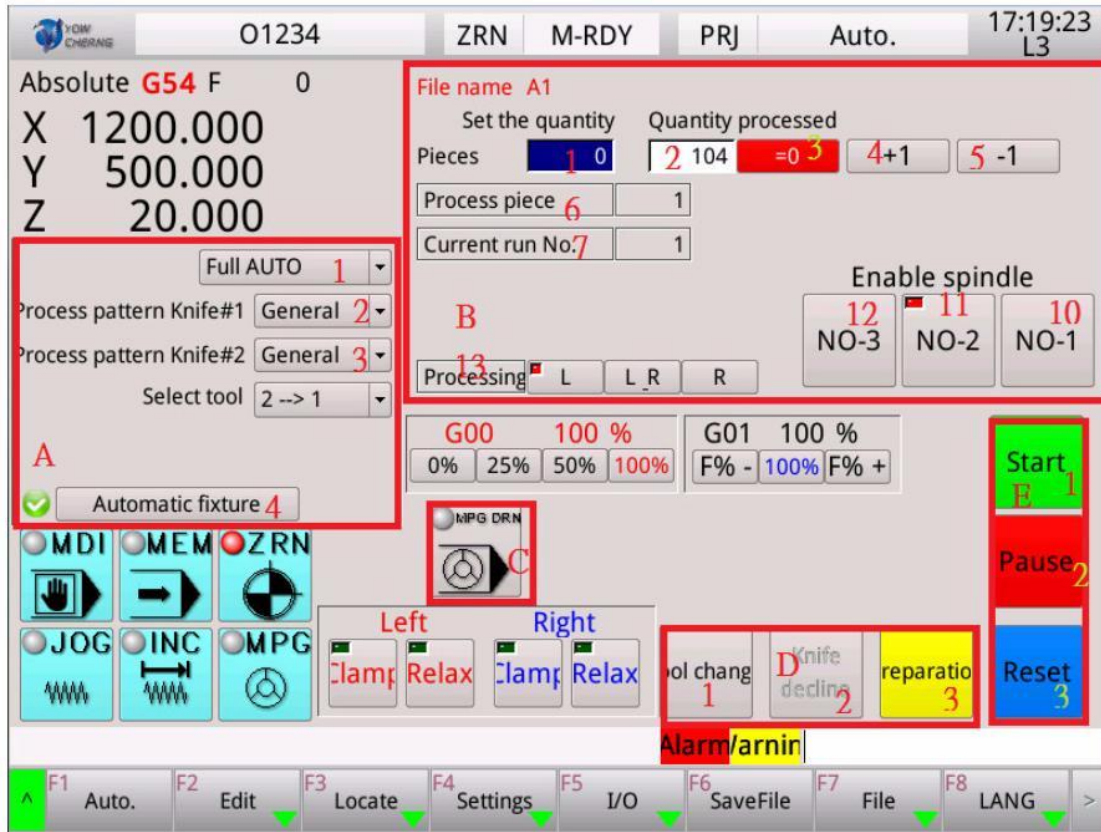 YOW CHERNG O1234 ZRN M-RDY PRJ Auto. 17:19:23 L3
Absolute G54 F 0
X 1200.000
Y 500.000
Z 20.000
File name A1
Set the quantity Quantity processed
Pieces 1 0 2 104 =0 3 4+1 5 -1
Process piece 6 1
Current run No. 7 1
B
Enable spindle
12 11 10
NO-3 NO-2 NO-1
13
Processing L L_R R
Full AUTO 1
Process pattern Knife#1 General 2
Process pattern Knife#2 General 3
Select tool 2 --> 1
A
Automatic fixture 4
G00 100 %
0% 25% 50% 100%
G01 100 %
F% - 100% F% +
Start 1
E
Pause 2
Reset 3
MPG DRN
C
MDI MEM ZRN
JOG INC MPG
Left Right
Clamp Relax Clamp Relax
ool chang 1
D Knife
decline 2
reparatio 3
Alarm/arnin
^ F1 Auto. F2 Edit F3 Locate F4 Settings F5 I/O F6 SaveFile F7 File F8 LANG >